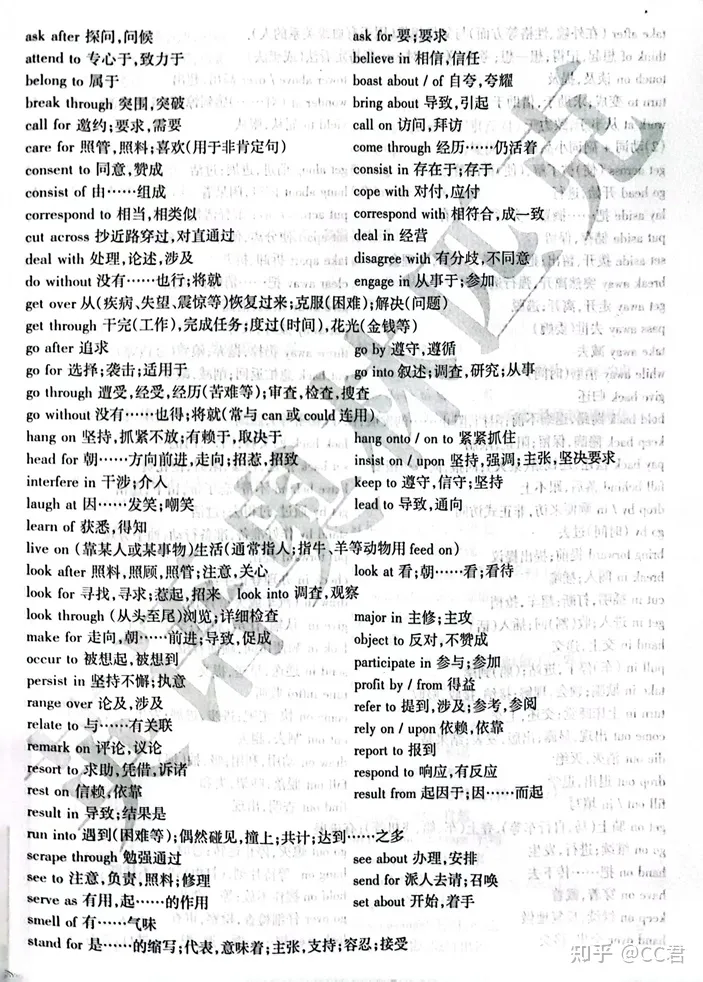 ask after 探问,问候 ask for 要;要求
attend to 专心于,致力于 believe in 相信,信任
belong to 属于 boast about / of 自夸,夸耀
break through 突围,突破 bring about 导致,引起
call for 邀约;要求,需要 call on 访问,拜访
care for 照管,照料;喜欢(用于非肯定句) come through 经历……仍活着
consent to 同意,赞成 consist in 存在于;存于
consist of 由……组成 cope with 对付,应付
correspond to 相当,相类似 correspond with 相符合,成一致
cut across 抄近路穿过,对直通过 deal in 经营
deal with 处理,论述,涉及 disagree with 有分歧,不同意
do without 没有……也行;将就 engage in 从事于;参加
get over 从(疾病、失望、震惊等)恢复过来;克服(困难);解决(问题)
get through 干完(工作),完成任务;度过(时间),花光(金钱等)
go after 追求 go by 遵守,遵循
go for 选择;袭击;适用于 go into 叙述;调查,研究;从事
go through 遭受,经受,经历(苦难等);审查,检查,搜查
go without 没有……也得;将就(常与 can 或 could 连用)
hang on 坚持,抓紧不放;有赖于,取决于 hang onto / on to 紧紧抓住
head for 朝……方向前进,走向;招惹,招致 insist on / upon 坚持,强调;主张,坚决要求
interfere in 干涉;介入 keep to 遵守,信守;坚持
laugh at 因……发笑;嘲笑 lead to 导致,通向
learn of 获悉,得知
live on (靠某人或某事物)生活(通常指人;指牛、羊等动物用 feed on)
look after 照料,照顾,照管;注意,关心 look at 看;朝……看;看待
look for 寻找,寻求;惹起,招来 look into 调查,观察
look through (从头至尾)浏览;详细检查 major in 主修;主攻
make for 走向,朝……前进;导致,促成 object to 反对,不赞成
occur to 被想起,被想到 participate in 参与;参加
persist in 坚持不懈;执意 profit by / from 得益
range over 论及,涉及 refer to 提到,涉及;参考,参阅
relate to 与……有关联 rely on / upon 依赖,依靠
remark on 评论,议论 report to 报到
resort to 求助,凭借,诉诸 respond to 响应,有反应
rest on 信赖,依靠 result from 起因于;因……而起
result in 导致;结果是
run into 遇到(困难等);偶然碰见,撞上;共计;达到……之多
scrape through 勉强通过 see about 办理,安排
see to 注意,负责,照料;修理 send for 派人去请;召唤
serve as 有用,起……的作用 set about 开始,着手
smell of 有……气味
stand for 是……的缩写;代表,意味着;主张,支持;容忍;接受
知乎 @CC君